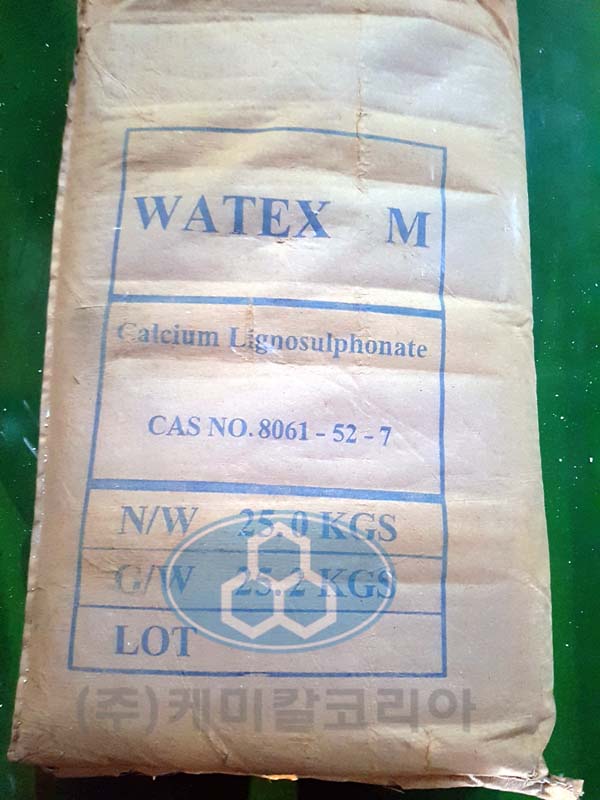 WATEX M
Calcium Lignosulphonate
CAS NO. 8061 - 52 - 7
N/W 25.0 KGS
G/W 25.2 KGS
LOT
(주)케미칼코리아